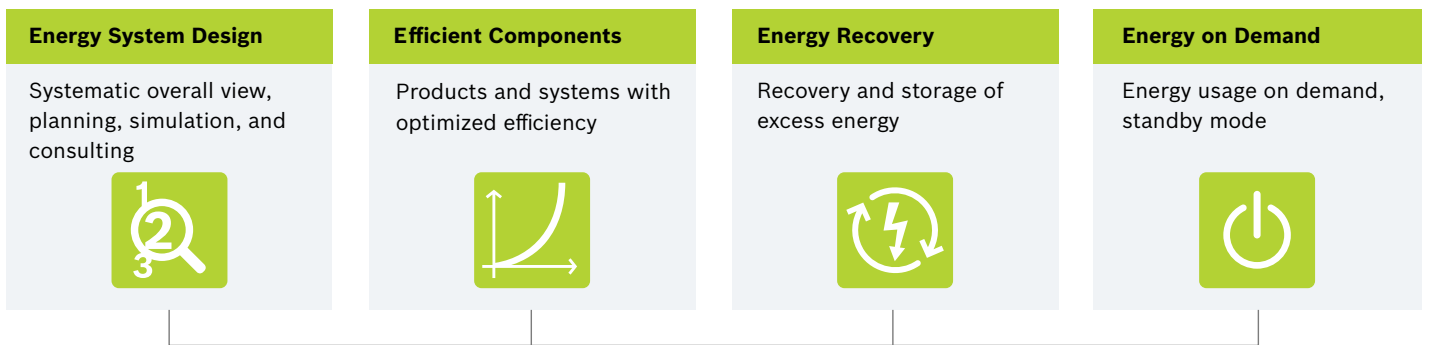 Energy System Design
Systematic overall view,
planning, simulation, and
consulting
1
2
3
Efficient Components
Products and systems with
optimized efficiency
Energy Recovery
Recovery and storage of
excess energy
Energy on Demand
Energy usage on demand,
standby mode